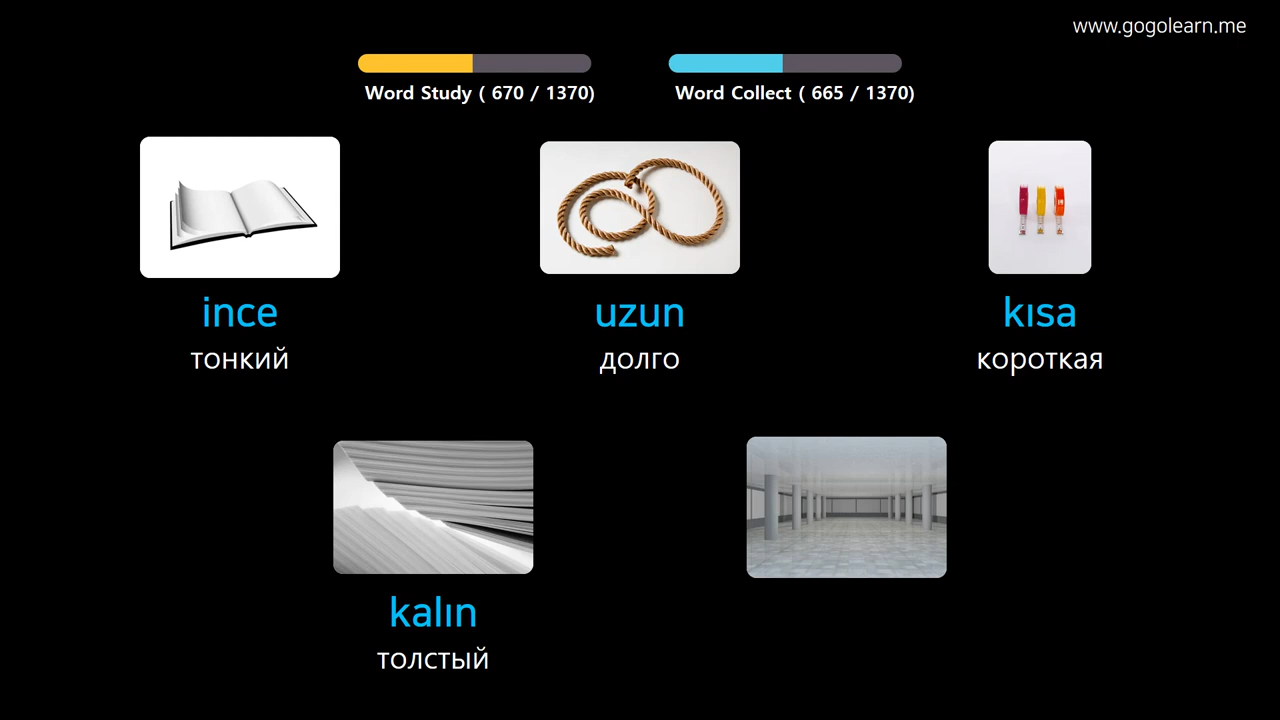 www.gogolearn.me
Word Study ( 670 / 1370)
Word Collect ( 665 / 1370)
ince
тонкий
uzun
долго
kısa
короткая
kalın
толстый